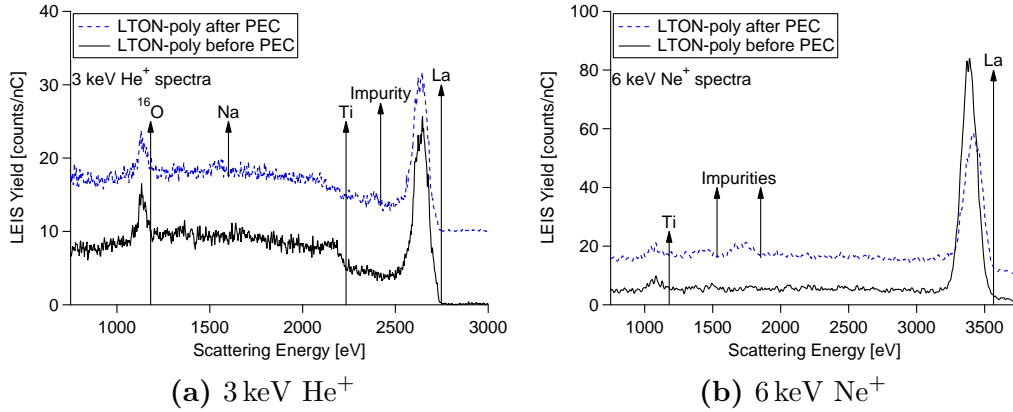 40
30
20
10
0
LEIS Yield [counts/nC]
LTON-poly after PEC
LTON-poly before PEC
3 keV He+ spectra
16O
Na
Ti
Impurity
La
1000 1500 2000 2500 3000
Scattering Energy [eV]
(a) 3 keV He+
100
80
60
40
20
0
LEIS Yield [counts/nC]
LTON-poly after PEC
LTON-poly before PEC
6 keV Ne+ spectra
La
Impurities
Ti
1000 1500 2000 2500 3000 3500
Scattering Energy [eV]
(b) 6 keV Ne+